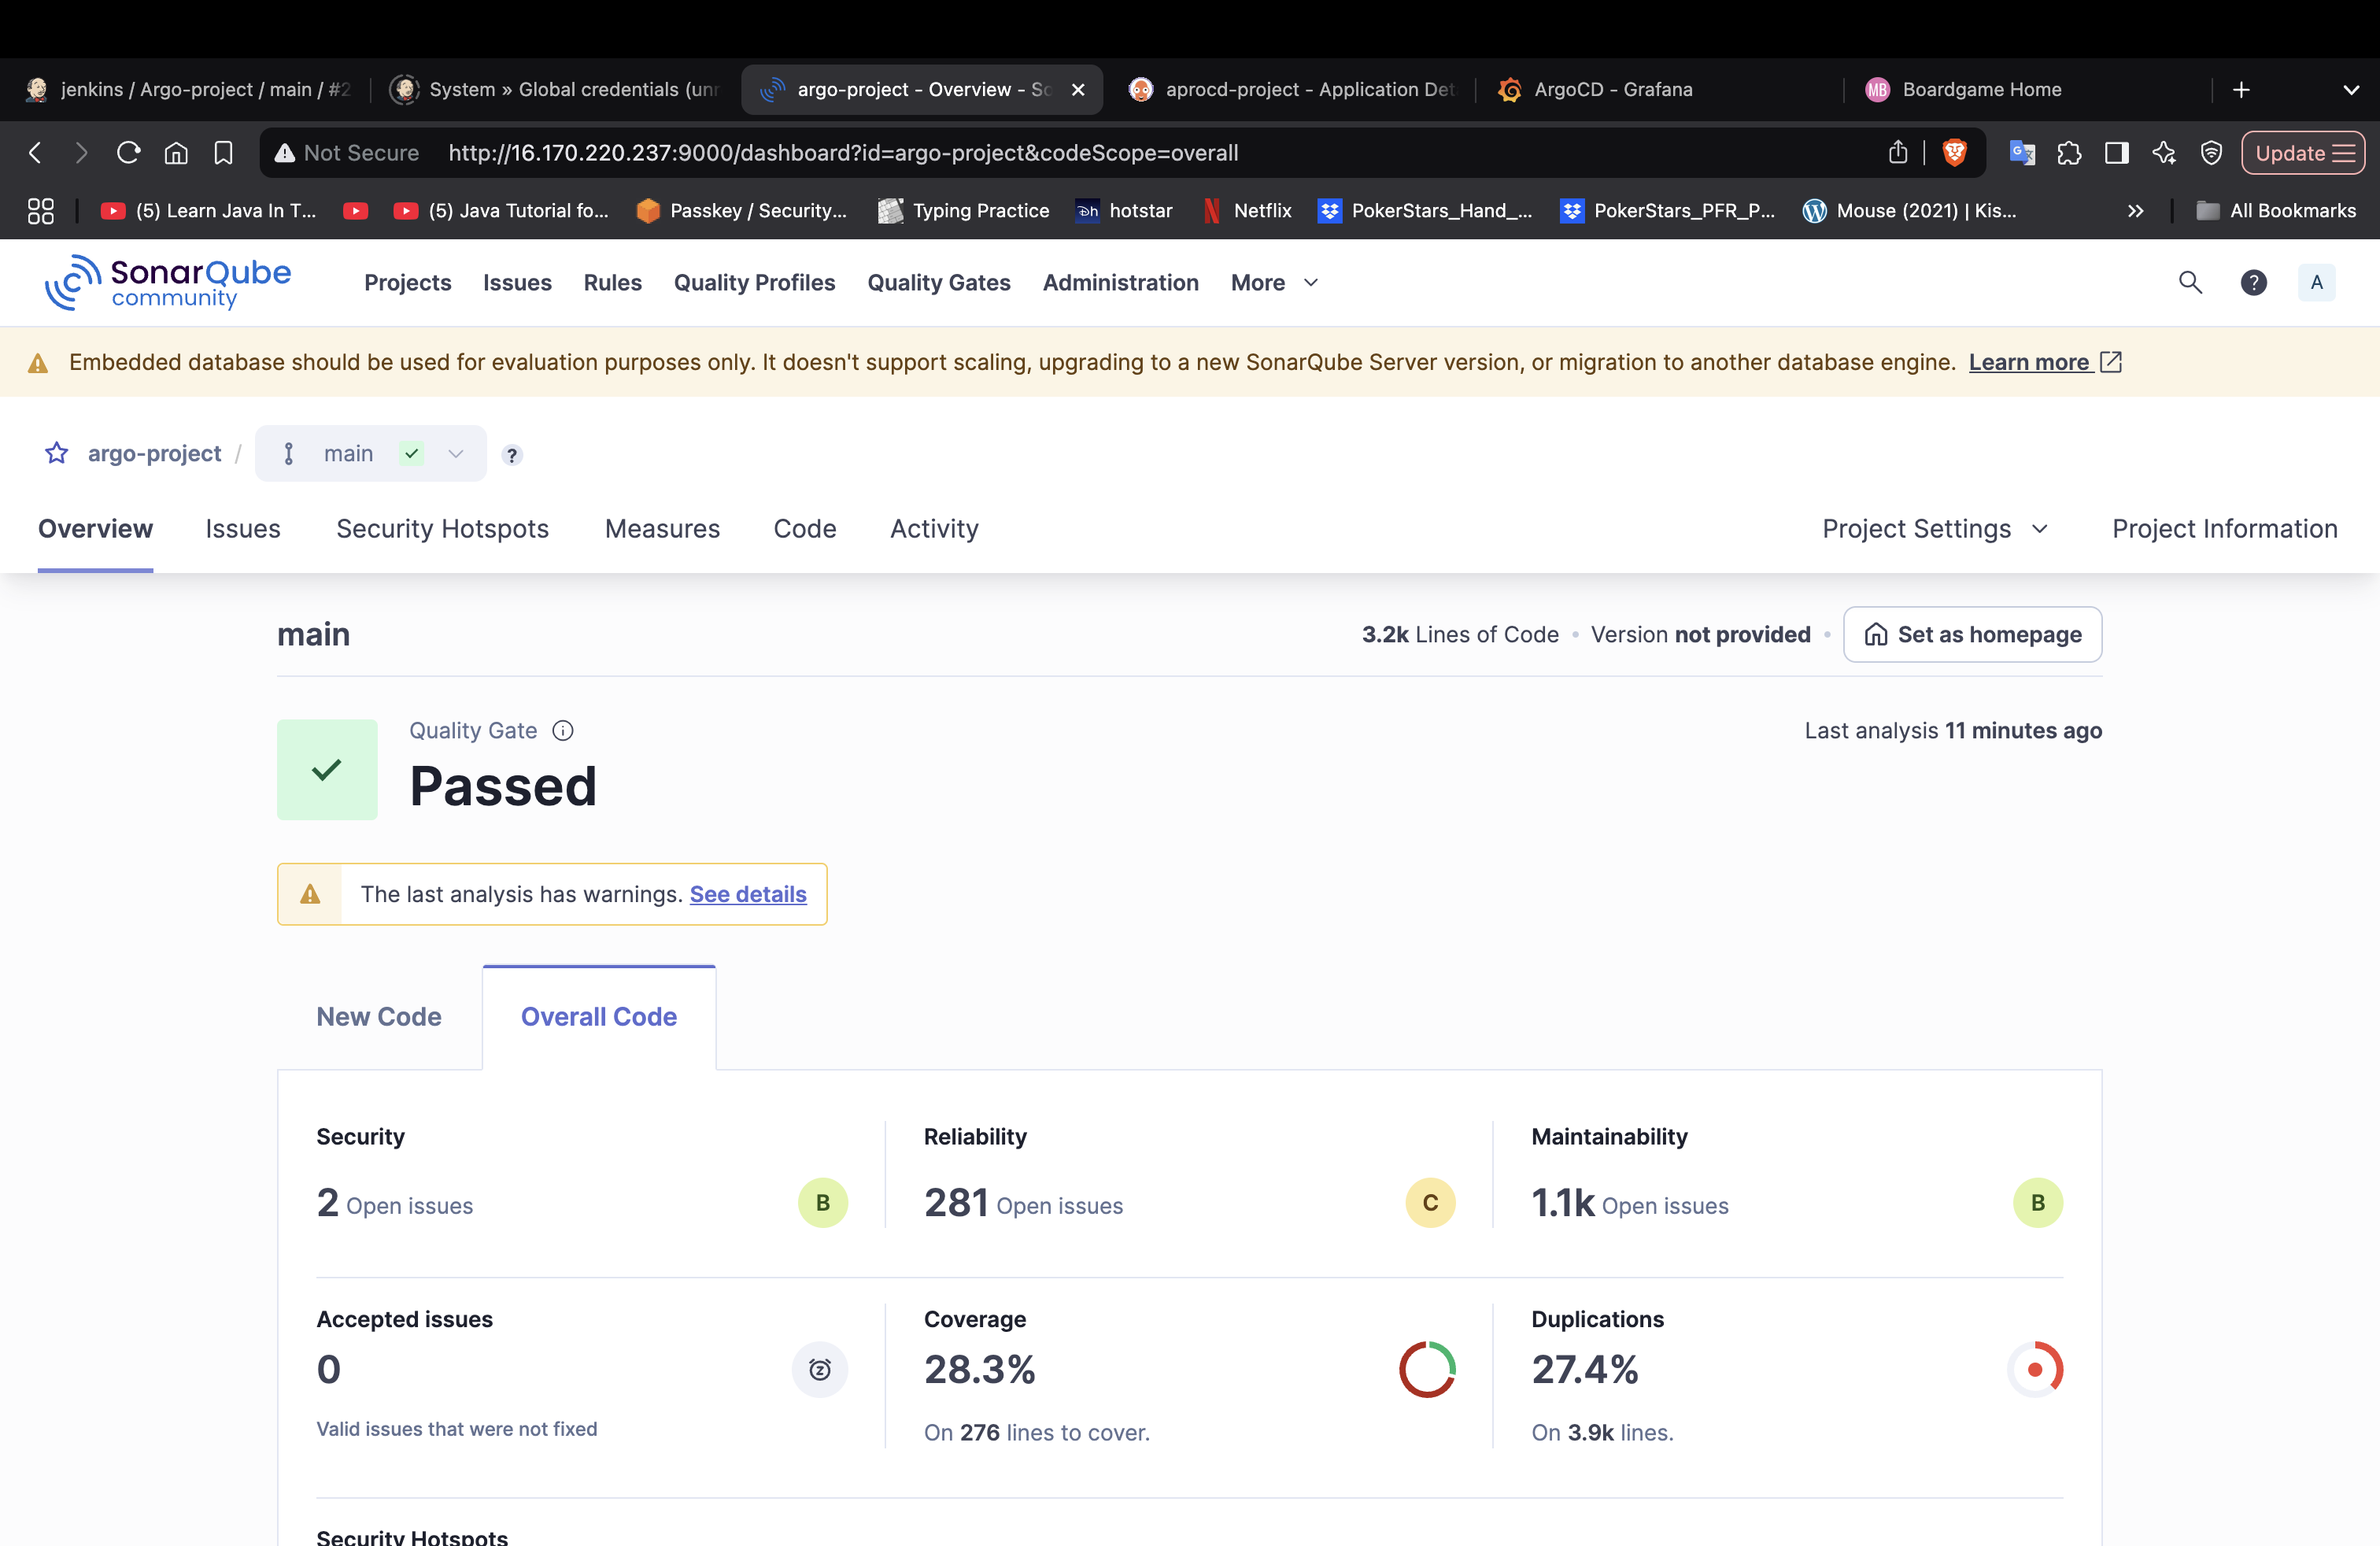 jenkins / Argo-project / main / #2
System » Global credentials (unr
argo-project - Overview - So
aprocd-project - Application Det
ArgoCD - Grafana
MB Boardgame Home
Not Secure http://16.170.220.237:9000/dashboard?id=argo-project&codeScope=overall
Update
(5) Learn Java In T...
(5) Java Tutorial fo...
Passkey / Security...
Typing Practice
hotstar
Netflix
PokerStars_Hand_...
PokerStars_PFR_P...
Mouse (2021) | Kis...
All Bookmarks
SonarQube
community
Projects Issues Rules Quality Profiles Quality Gates Administration More
A
Embedded database should be used for evaluation purposes only. It doesn't support scaling, upgrading to a new SonarQube Server version, or migration to another database engine. Learn more
argo-project / main
Overview Issues Security Hotspots Measures Code Activity Project Settings Project Information
main
3.2k Lines of Code • Version not provided • Set as homepage
Quality Gate
Passed
Last analysis 11 minutes ago
The last analysis has warnings. See details
New Code Overall Code
Security Reliability Maintainability
2 Open issues B 281 Open issues C 1.1k Open issues B
Accepted issues Coverage Duplications
0 28.3% 27.4%
Valid issues that were not fixed On 276 lines to cover. On 3.9k lines.
Security Hotspots